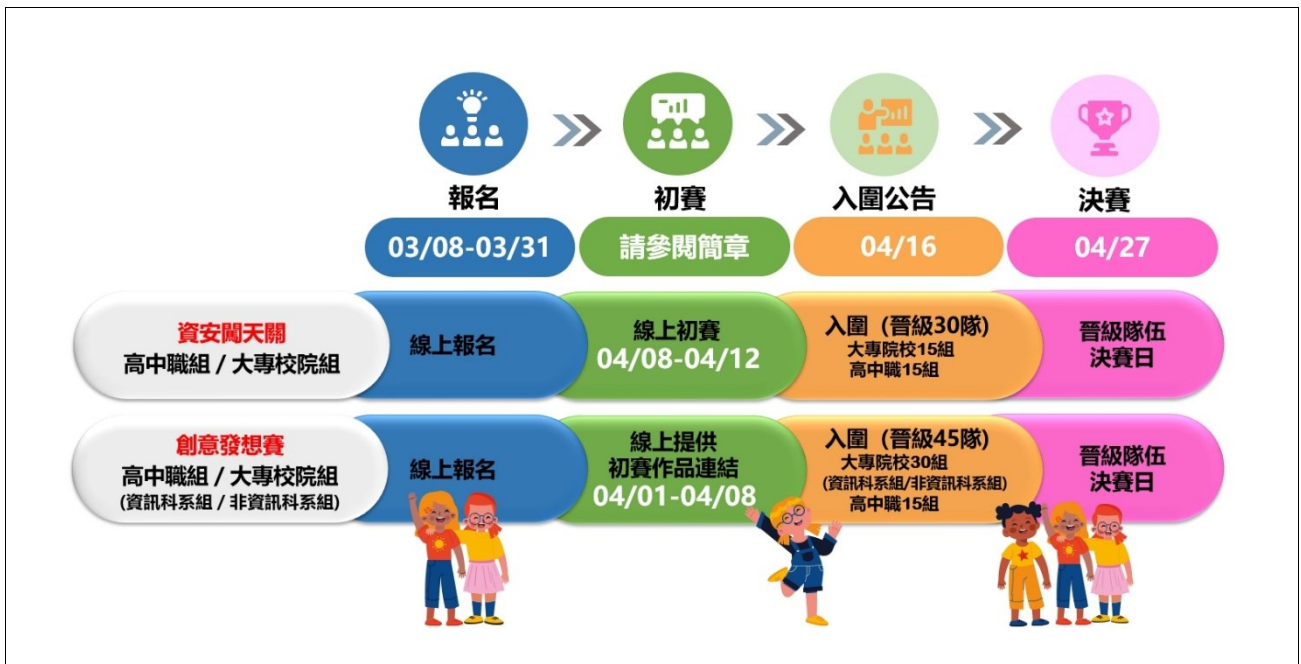 報名
初賽
入圍公告
決賽
03/08-03/31
請參閱簡章
04/16
04/27
資安闖天關
高中職組 / 大專校院組
線上報名
線上初賽
04/08-04/12
入圍（晉級30隊)
大專院校15組
高中職15組
晉級隊伍
決賽日
創意發想賽
高中職組 / 大專校院組
(資訊科系組 / 非資訊科系組)
線上報名
線上提供
初賽作品連結
04/01-04/08
入圍（晉級45隊)
大專院校30組
(資訊科系組/非資訊科系組)
高中職15組
晉級隊伍
決賽日